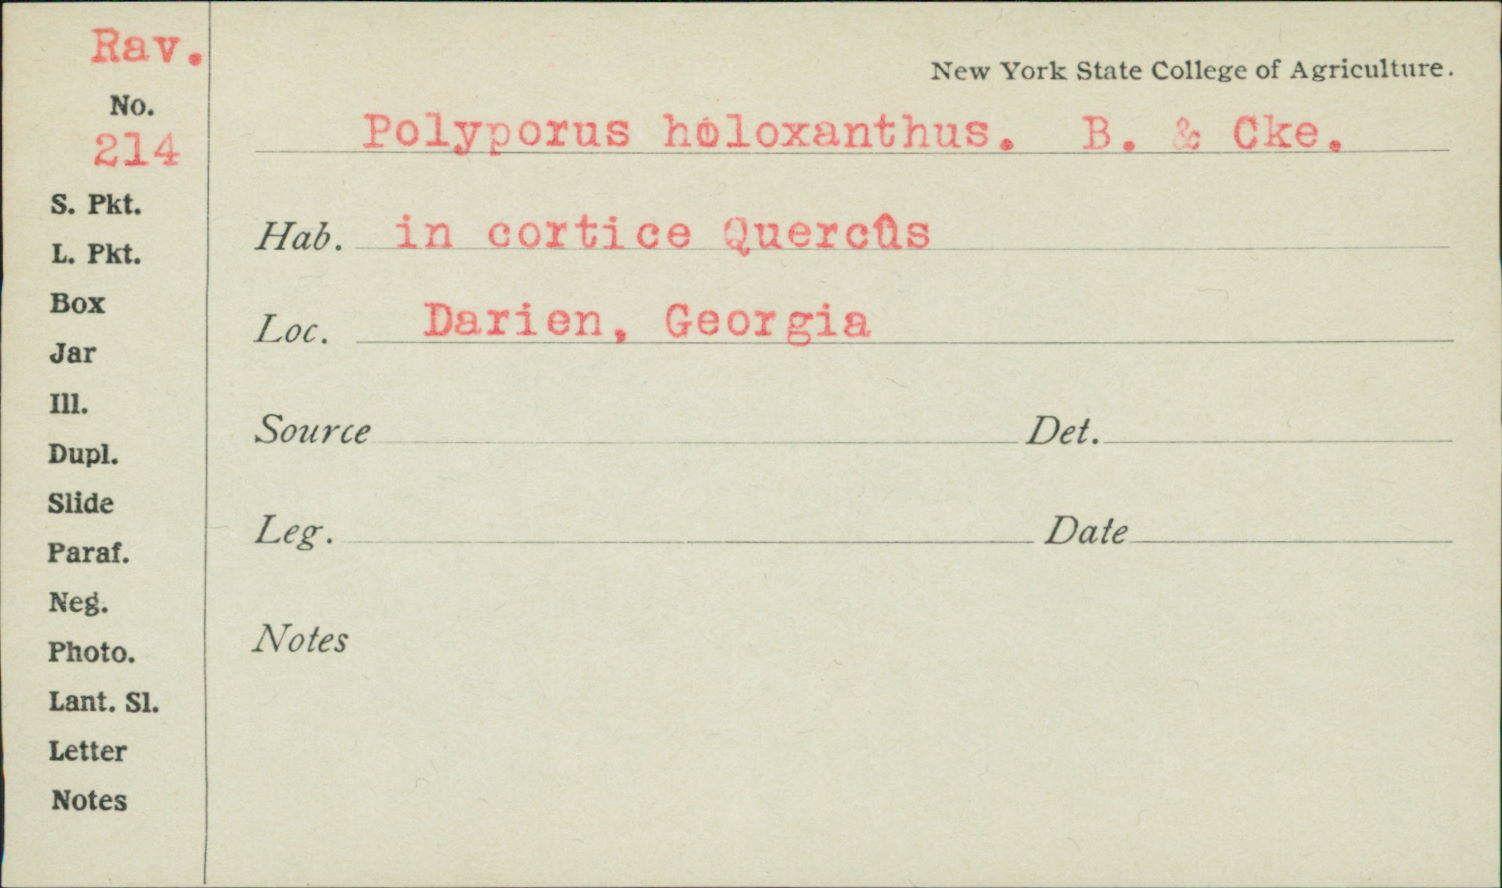 Rav.
No.
214
S. Pkt.
L. Pkt.
Box
Jar
Ill.
Dupl.
Slide
Paraf.
Neg.
Photo.
Lant. Sl.
Letter
Notes
New York State College of Agriculture.
Polyporus holoxanthus. B. & Cke.
Hab. in cortice Quercûs
Loc. Darien, Georgia
Source Det.
Leg. Date
Notes